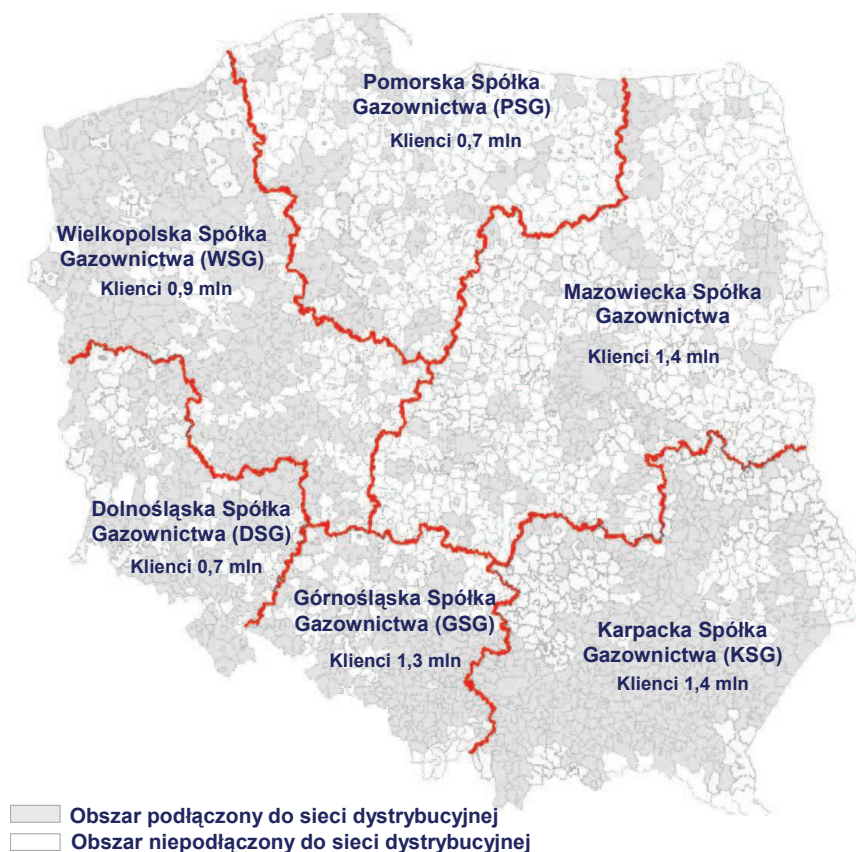 Pomorska Spółka
Gazownictwa (PSG)
Klienci 0,7 mln
Wielkopolska Spółka
Gazownictwa (WSG)
Klienci 0,9 mln
Mazowiecka Spółka
Gazownictwa
Klienci 1,4 mln
Dolnośląska Spółka
Gazownictwa (DSG)
Klienci 0,7 mln
Górnośląska Spółka
Gazownictwa (GSG)
Klienci 1,3 mln
Karpacka Spółka
Gazownictwa (KSG)
Klienci 1,4 mln
Obszar podłączony do sieci dystrybucyjnej
Obszar niepodłączony do sieci dystrybucyjnej